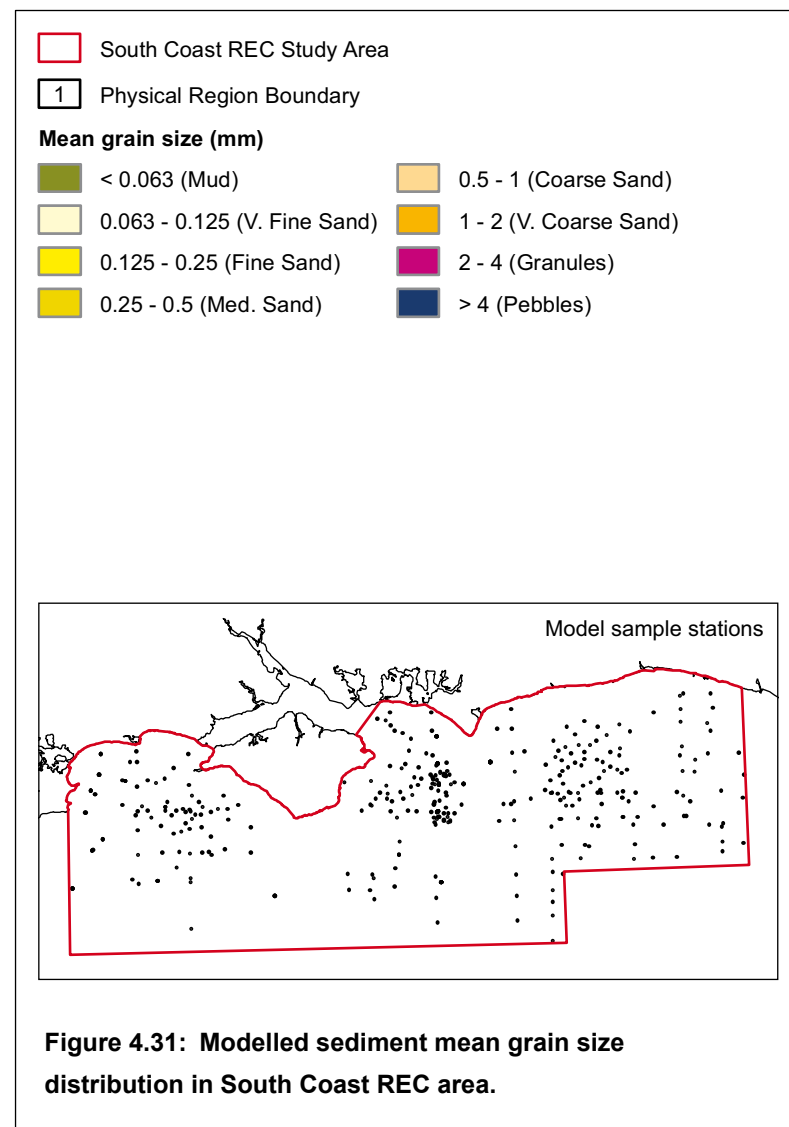 South Coast REC Study Area
1 Physical Region Boundary
Mean grain size (mm)
< 0.063 (Mud)
0.063 - 0.125 (V. Fine Sand)
0.125 - 0.25 (Fine Sand)
0.25 - 0.5 (Med. Sand)
0.5 - 1 (Coarse Sand)
1 - 2 (V. Coarse Sand)
2 - 4 (Granules)
> 4 (Pebbles)
Model sample stations
Figure 4.31: Modelled sediment mean grain size
distribution in South Coast REC area.